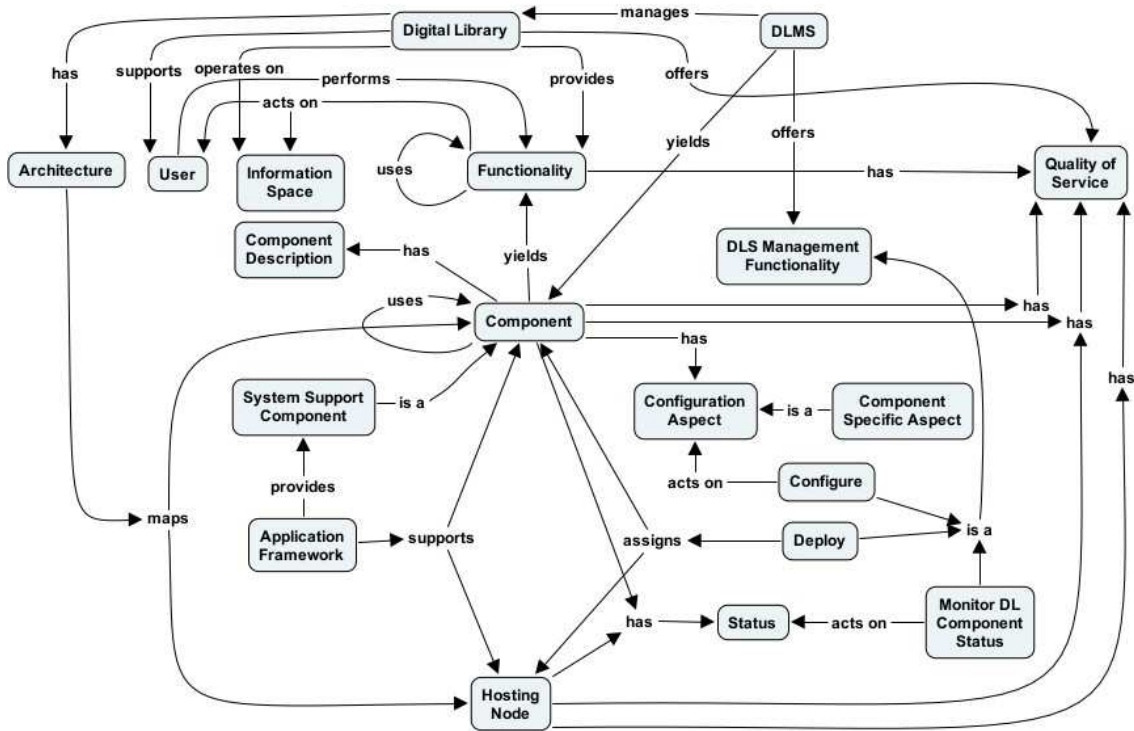 manages
Digital Library
DLMS
has
supports
operates on
performs
provides
offers
acts on
yields
offers
Architecture
User
Information
Space
uses
Functionality
has
Quality of
Service
Component
Description
has
yields
DLS Management
Functionality
uses
Component
has
has
has
has
System Support
Component
is a
Configuration
Aspect
is a
Component
Specific Aspect
provides
acts on
Configure
maps
Application
Framework
supports
assigns
Deploy
is a
has
Status
acts on
Monitor DL
Component
Status
Hosting
Node